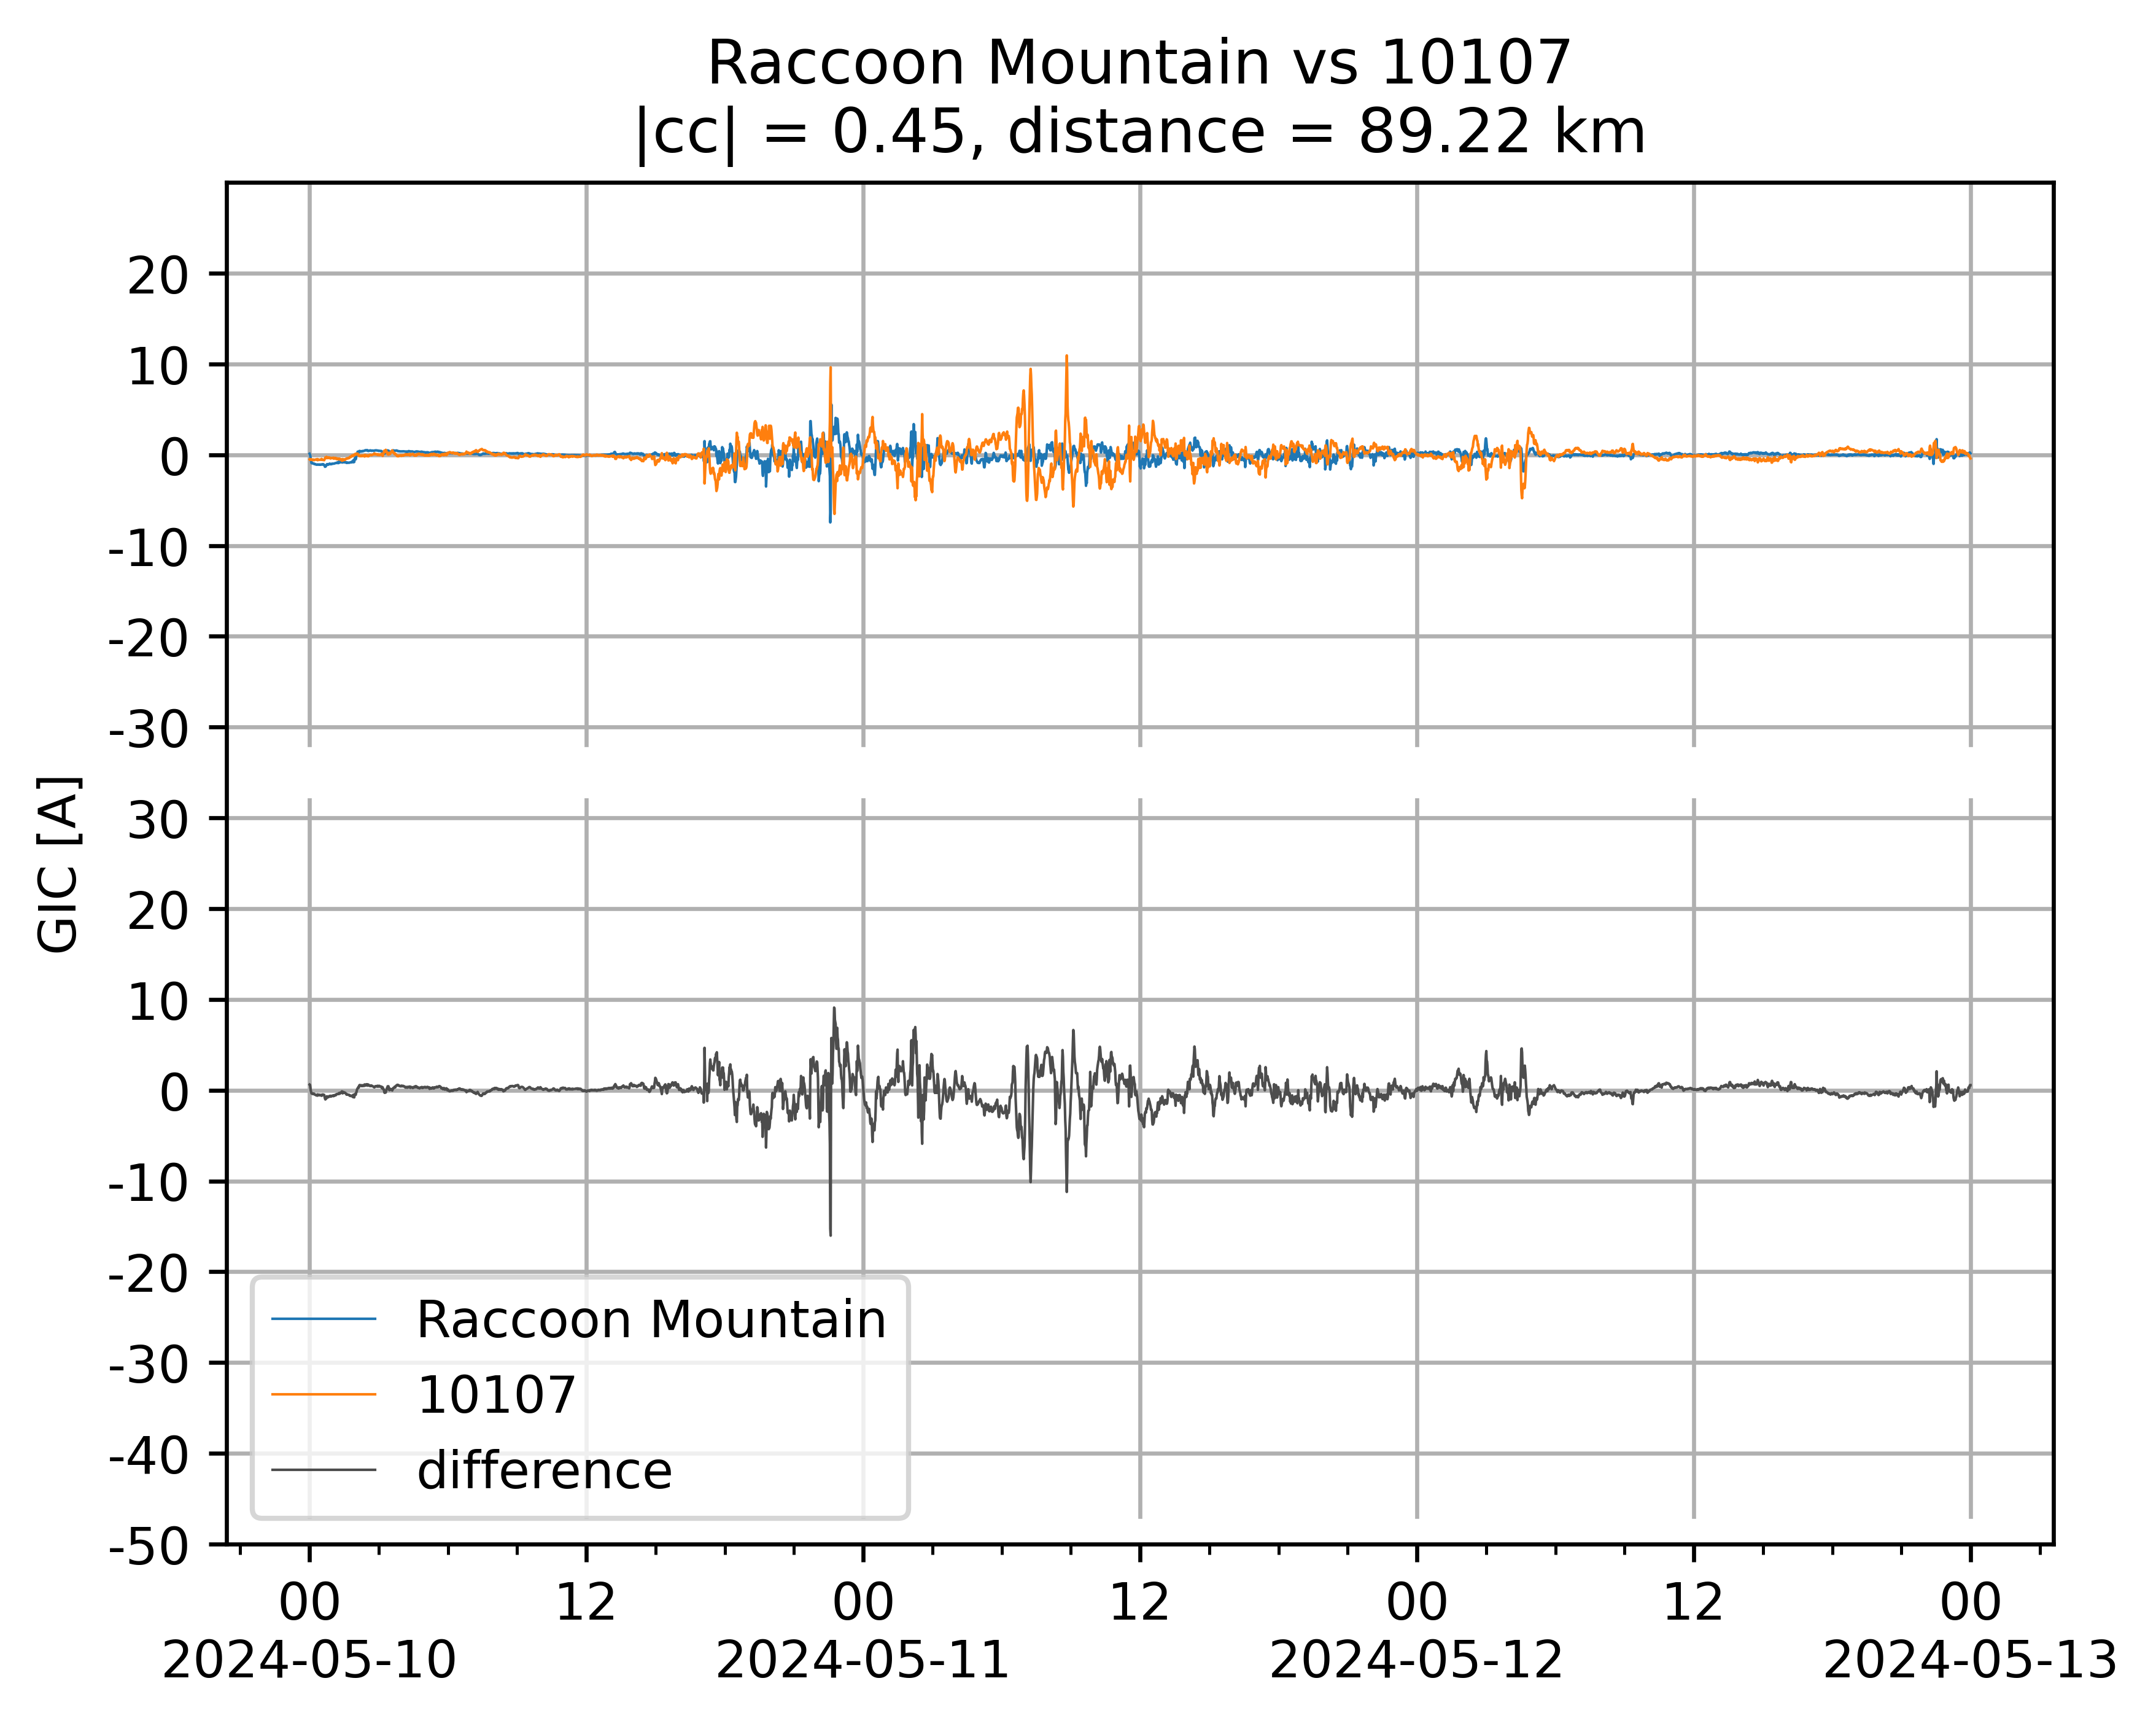 Raccoon Mountain vs 10107
|cc| = 0.45, distance = 89.22 km
20
10
0
-10
-20
-30
30
20
10
0
-10
-20
-30
-40
-50
GIC [A]
Raccoon Mountain
10107
difference
00 12 00 12 00 12 00
2024-05-10 2024-05-11 2024-05-12 2024-05-13